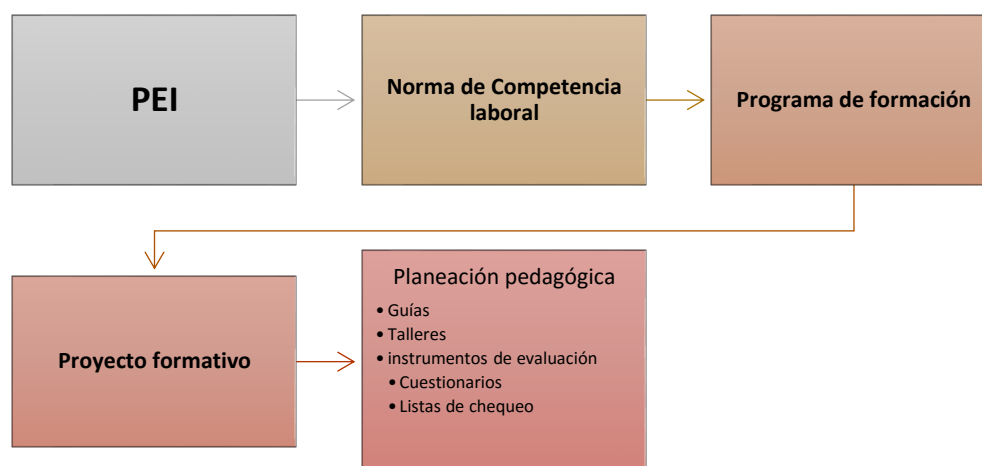 PEI
Norma de Competencia
laboral
Programa de formación
Proyecto formativo
Planeación pedagógica
• Guías
• Talleres
• instrumentos de evaluación
• Cuestionarios
• Listas de chequeo